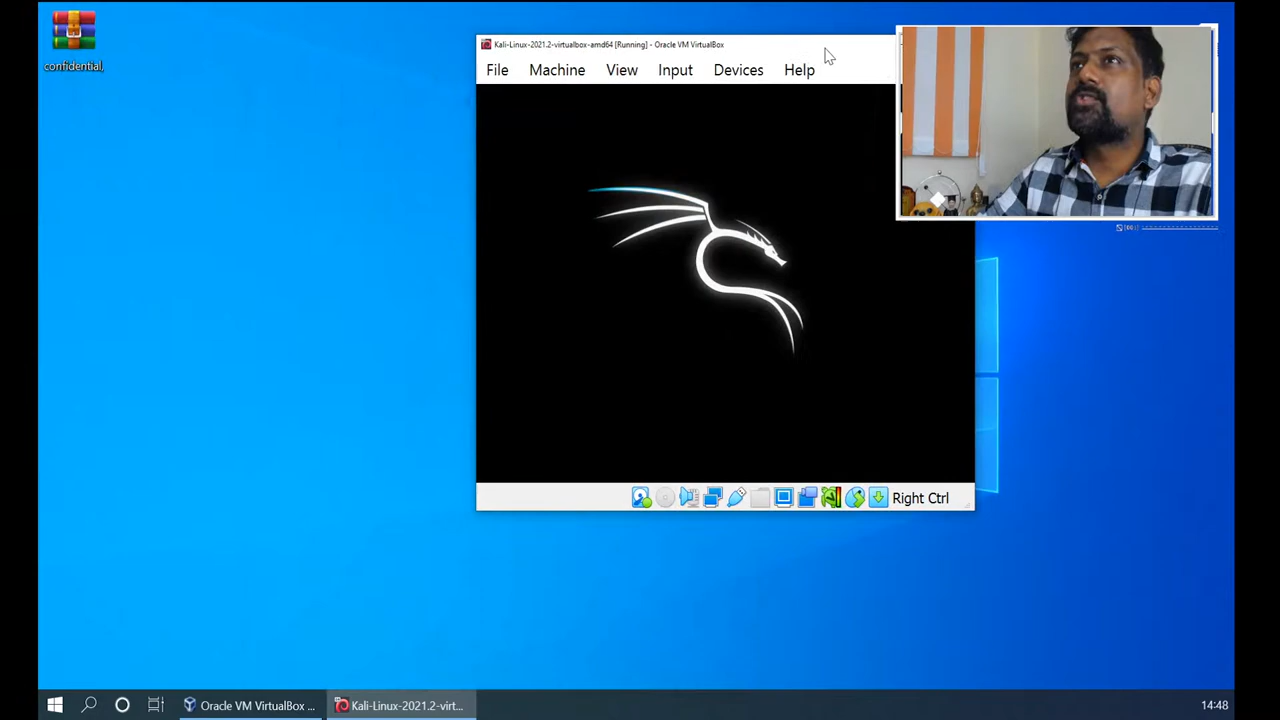 confidential,
Kali-Linux-2021.2-virtualbox-amd64 [Running] - Oracle VM VirtualBox
File Machine View Input Devices Help
Right Ctrl
Oracle VM VirtualBox ...
Kali-Linux-2021.2-virt...
14:48